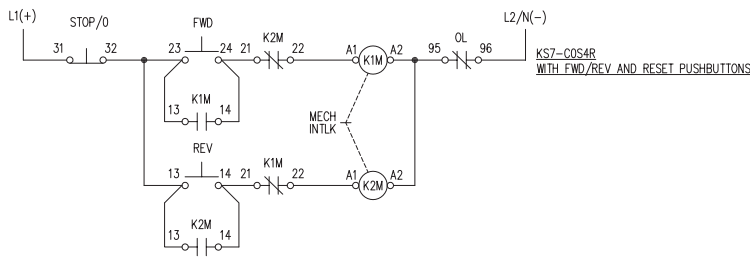 L1(+)
STOP/O
FWD
OL
L2/N(-)
31 32 23 24 21 K2M 22 A1 K1M A2 95 96
KS7-C0S4R
WITH FWD/REV AND RESET PUSHBUTTONS
13 K1M 14
MECH
INTLK
REV
13 14 21 K1M 22 A1 K2M A2
13 K2M 14